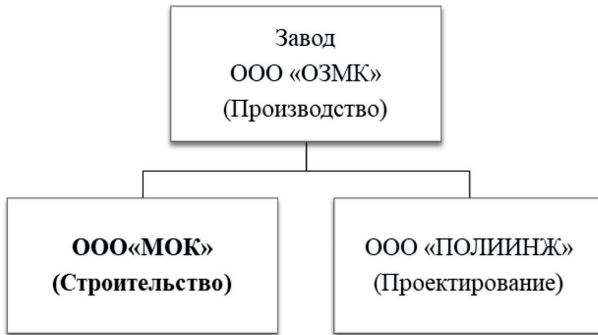 Завод
ООО «ОЗМК»
(Производство)
ООО«МОК»
(Строительство)
ООО «ПОЛИИНЖ»
(Проектирование)